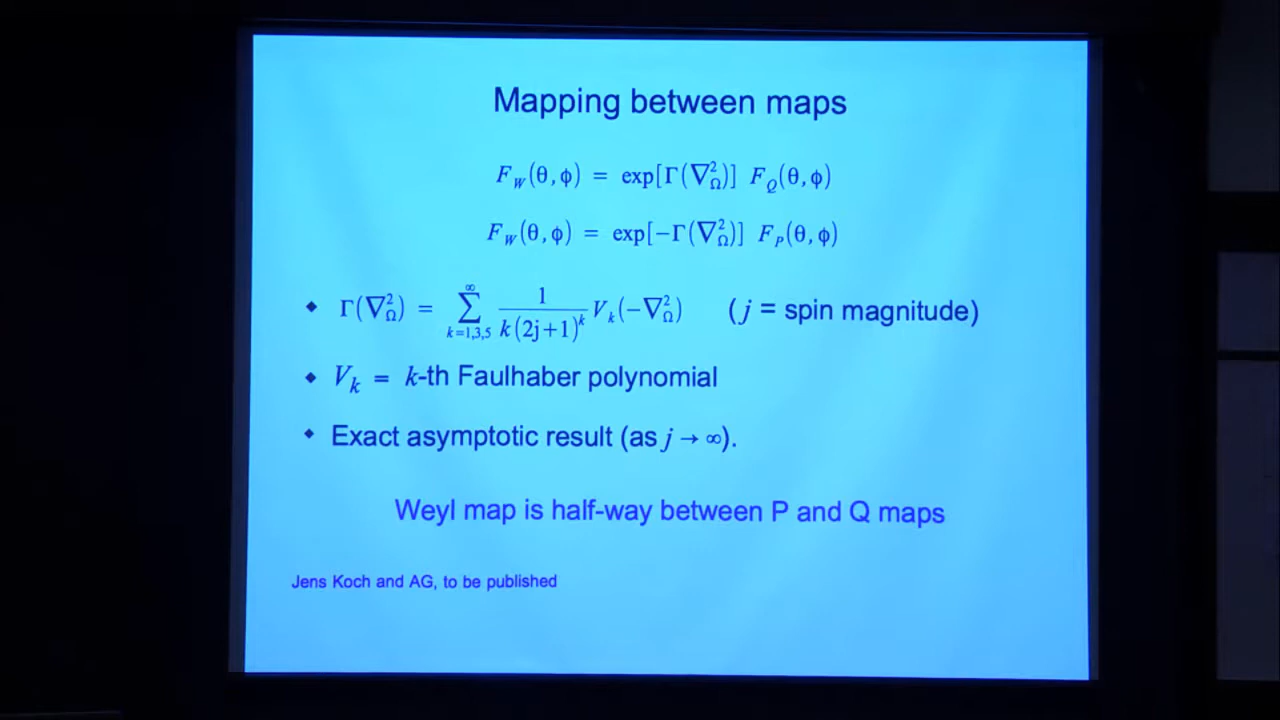 Mapping between maps
F_W(θ,ϕ) = exp[Γ(∇²_Ω)] F_Q(θ,ϕ)
F_W(θ,ϕ) = exp[−Γ(∇²_Ω)] F_P(θ,ϕ)
◆ Γ(∇²_Ω) = ∑_{k=1,3,5}^{∞} 1/(k(2j+1)^k) V_k(−∇²_Ω) (j = spin magnitude)
◆ V_k = k-th Faulhaber polynomial
◆ Exact asymptotic result (as j → ∞).
Weyl map is half-way between P and Q maps
Jens Koch and AG, to be published